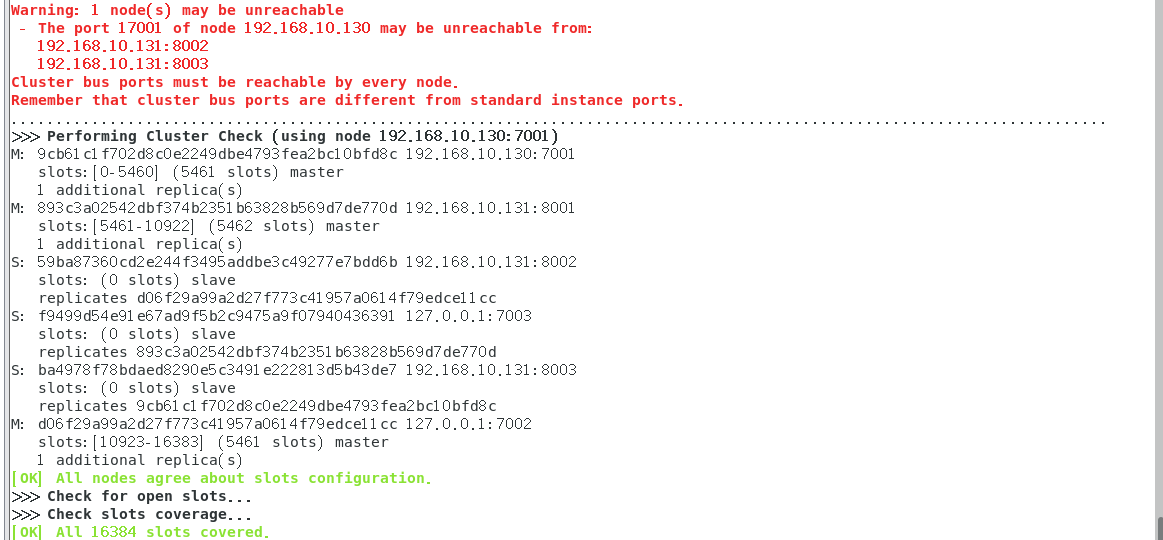 Warning: 1 node(s) may be unreachable
- The port 17001 of node 192.168.10.130 may be unreachable from:
192.168.10.131:8002
192.168.10.131:8003
Cluster bus ports must be reachable by every node.
Remember that cluster bus ports are different from standard instance ports.
..........................................................................................................................
>>> Performing Cluster Check (using node 192.168.10.130:7001)
M: 9cb61c1f702d8c0e2249dbe4793fea2bc10bfd8c 192.168.10.130:7001
slots:[0-5460] (5461 slots) master
1 additional replica(s)
M: 893c3a02542dbf374b2351b63828b569d7de770d 192.168.10.131:8001
slots:[5461-10922] (5462 slots) master
1 additional replica(s)
S: 59ba87360cd2e244f3495addbe3c49277e7bdd6b 192.168.10.131:8002
slots: (0 slots) slave
replicates d06f29a99a2d27f773c41957a0614f79edce11cc
S: f9499d54e91e67ad9f5b2c9475a9f07940436391 127.0.0.1:7003
slots: (0 slots) slave
replicates 893c3a02542dbf374b2351b63828b569d7de770d
S: ba4978f78bdaed8290e5c3491e222813d5b43de7 192.168.10.131:8003
slots: (0 slots) slave
replicates 9cb61c1f702d8c0e2249dbe4793fea2bc10bfd8c
M: d06f29a99a2d27f773c41957a0614f79edce11cc 127.0.0.1:7002
slots:[10923-16383] (5461 slots) master
1 additional replica(s)
[OK] All nodes agree about slots configuration.
>>> Check for open slots...
>>> Check slots coverage...
[OK] All 16384 slots covered.